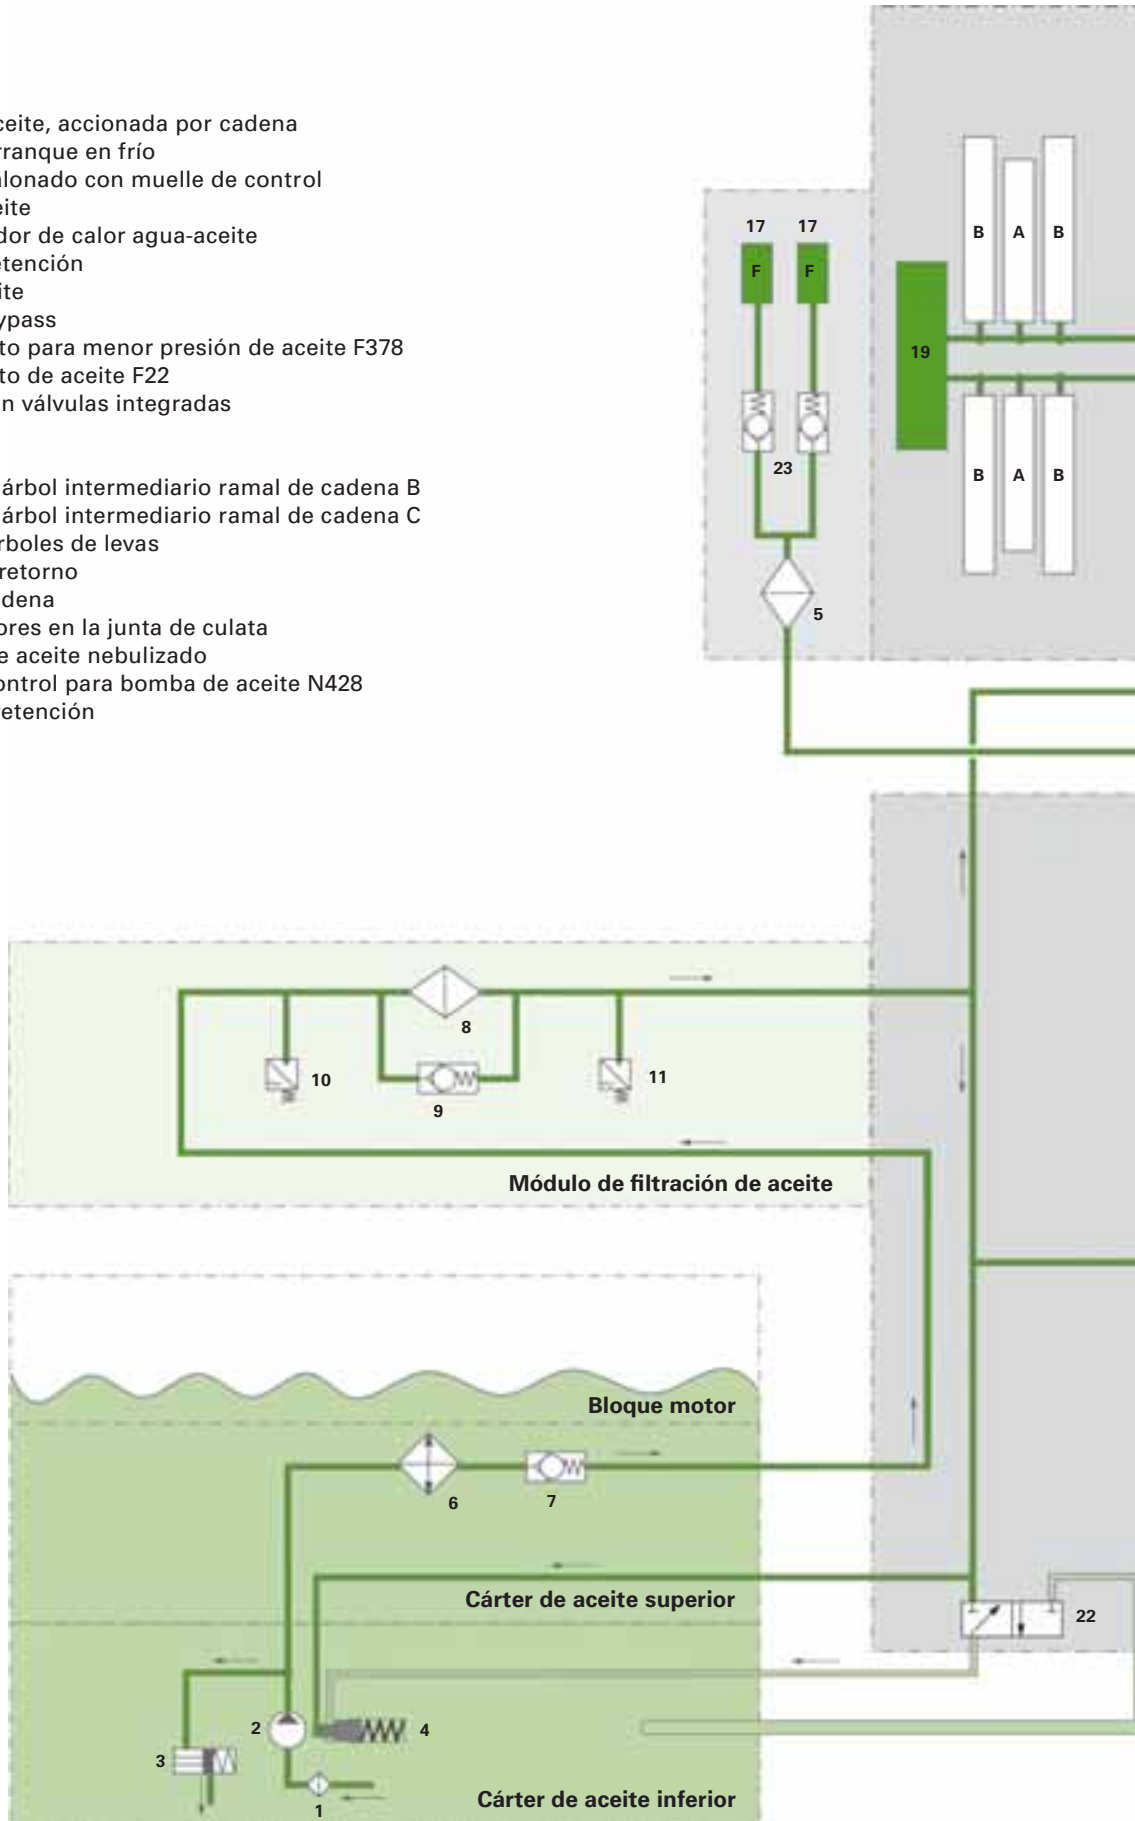 ceite, accionada por cadena
rranque en frío
alonado con muelle de control
eite
dor de calor agua-aceite
etención
ite
ypass
to para menor presión de aceite F378
to de aceite F22
n válvulas integradas
árbol intermediario ramal de cadena B
árbol intermediario ramal de cadena C
rboles de levas
retorno
dena
ores en la junta de culata
e aceite nebulizado
ontrol para bomba de aceite N428
etención
17 17
F F
B A B
19
23
B A B
5
8
10
11
9
Módulo de filtración de aceite
Bloque motor
6
7
Cárter de aceite superior
22
2
4
3
Cárter de aceite inferior
1